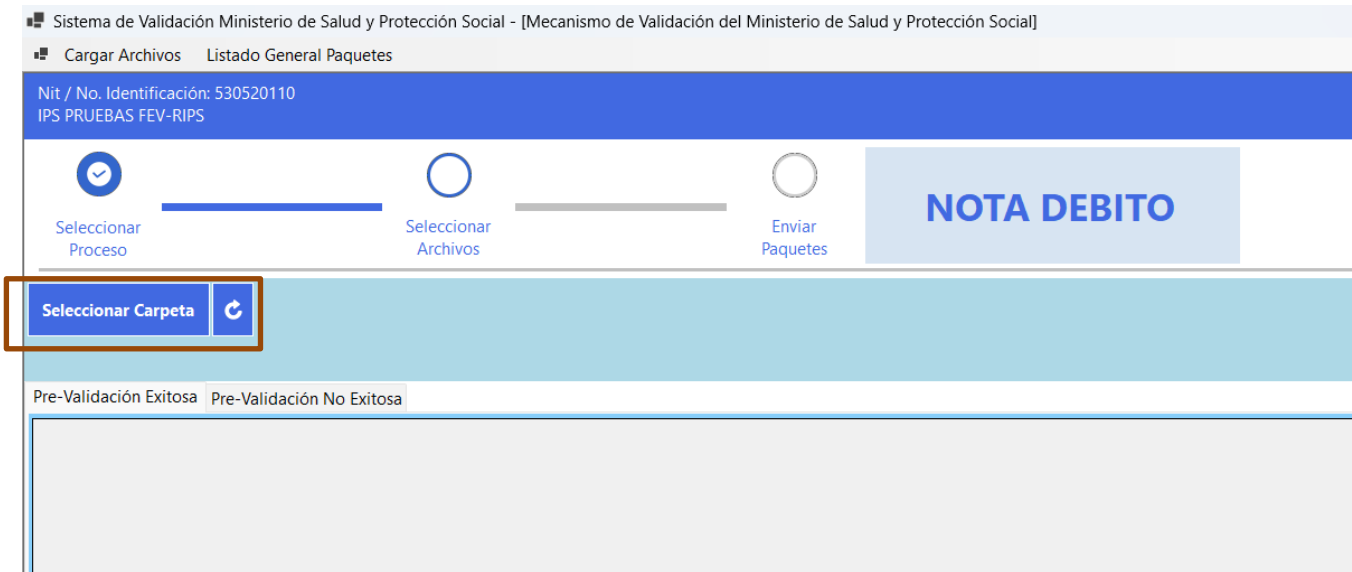 Sistema de Validación Ministerio de Salud y Protección Social - [Mecanismo de Validación del Ministerio de Salud y Protección Social]
Cargar Archivos Listado General Paquetes
Nit / No. Identificación: 530520110
IPS PRUEBAS FEV-RIPS
Seleccionar
Proceso
Seleccionar
Archivos
Enviar
Paquetes
NOTA DEBITO
Seleccionar Carpeta
Pre-Validación Exitosa Pre-Validación No Exitosa